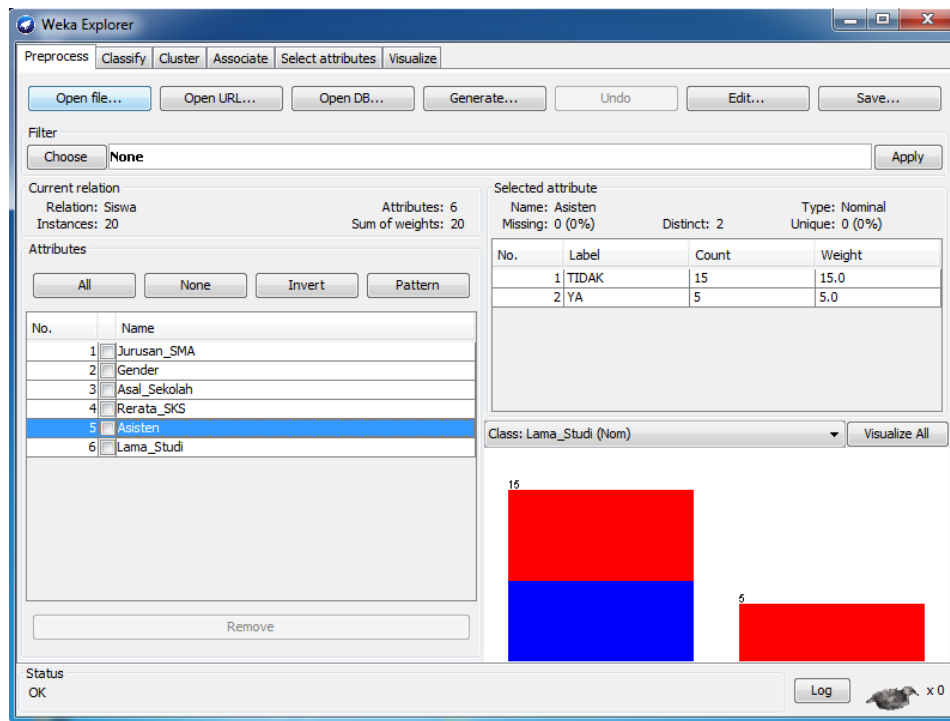 Weka Explorer
Preprocess Classify Cluster Associate Select attributes Visualize
Open file... Open URL... Open DB... Generate... Undo Edit... Save...
Filter
Choose None Apply
Current relation
Relation: Siswa Attributes: 6
Instances: 20 Sum of weights: 20
Selected attribute
Name: Asisten Type: Nominal
Missing: 0 (0%) Distinct: 2 Unique: 0 (0%)
No. Label Count Weight
1 TIDAK 15 15.0
2 YA 5 5.0
Attributes
All None Invert Pattern
No. Name
1 Jurusan_SMA
2 Gender
3 Asal_Sekolah
4 Rerata_SKS
5 Asisten
6 Lama_Studi
Remove
Class: Lama_Studi (Nom) Visualize All
15
5
Status
OK Log x 0